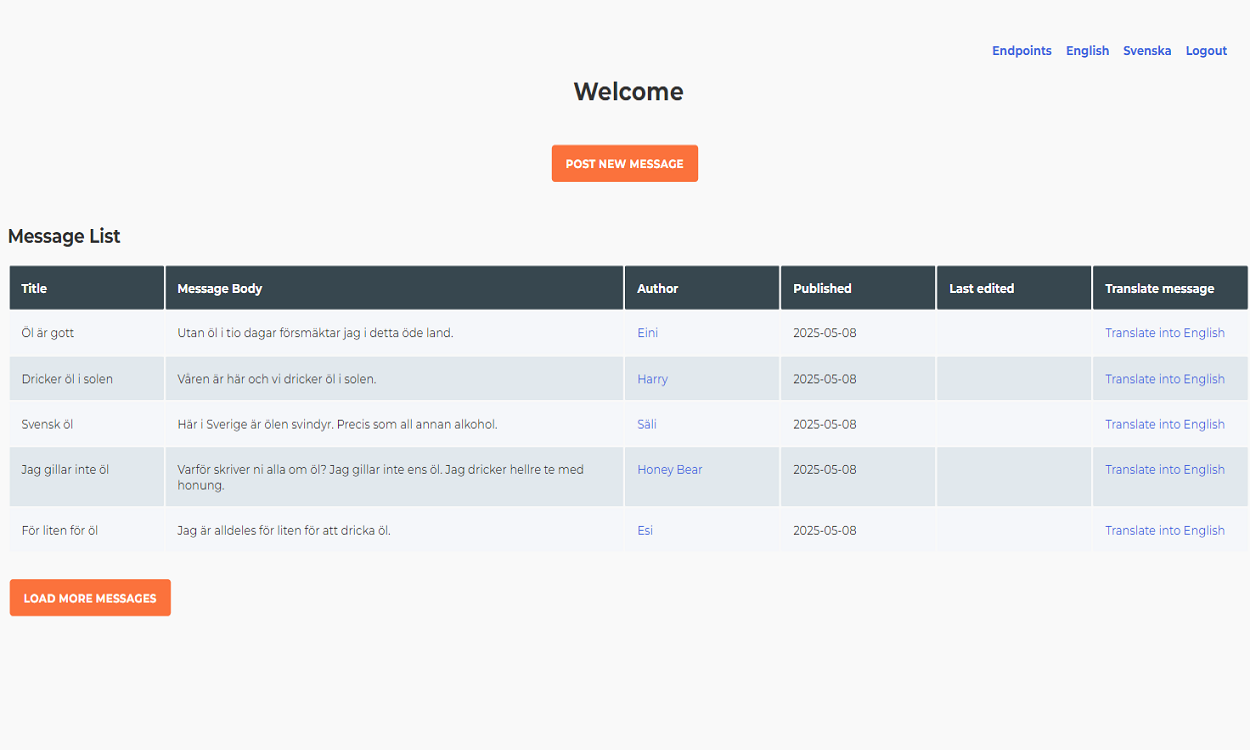 Endpoints English Svenska Logout
Welcome
POST NEW MESSAGE
Message List
Title Message Body Author Published Last edited Translate message
Öl är gott Utan öl i tio dagar försmäktar jag i detta öde land. Eini 2025-05-08 Translate into English
Dricker öl i solen Våren är här och vi dricker öl i solen. Harry 2025-05-08 Translate into English
Svensk öl Här i Sverige är ölen svindyr. Precis som all annan alkohol. Säli 2025-05-08 Translate into English
Jag gillar inte öl Varför skriver ni alla om öl? Jag gillar inte ens öl. Jag dricker hellre te med Honey Bear 2025-05-08 Translate into English
honung.
För liten för öl Jag är alldeles för liten för att dricka öl. Esi 2025-05-08 Translate into English
LOAD MORE MESSAGES